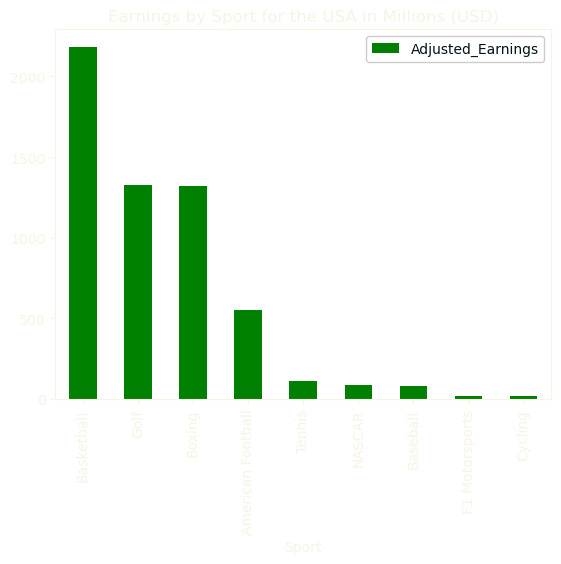 Earnings by Sport for the USA in Millions (USD)
Adjusted_Earnings
2000
1500
1000
500
0
Basketball
Golf
Boxing
American Football
Tennis
NASCAR
Baseball
F1 Motorsports
Cycling
Sport